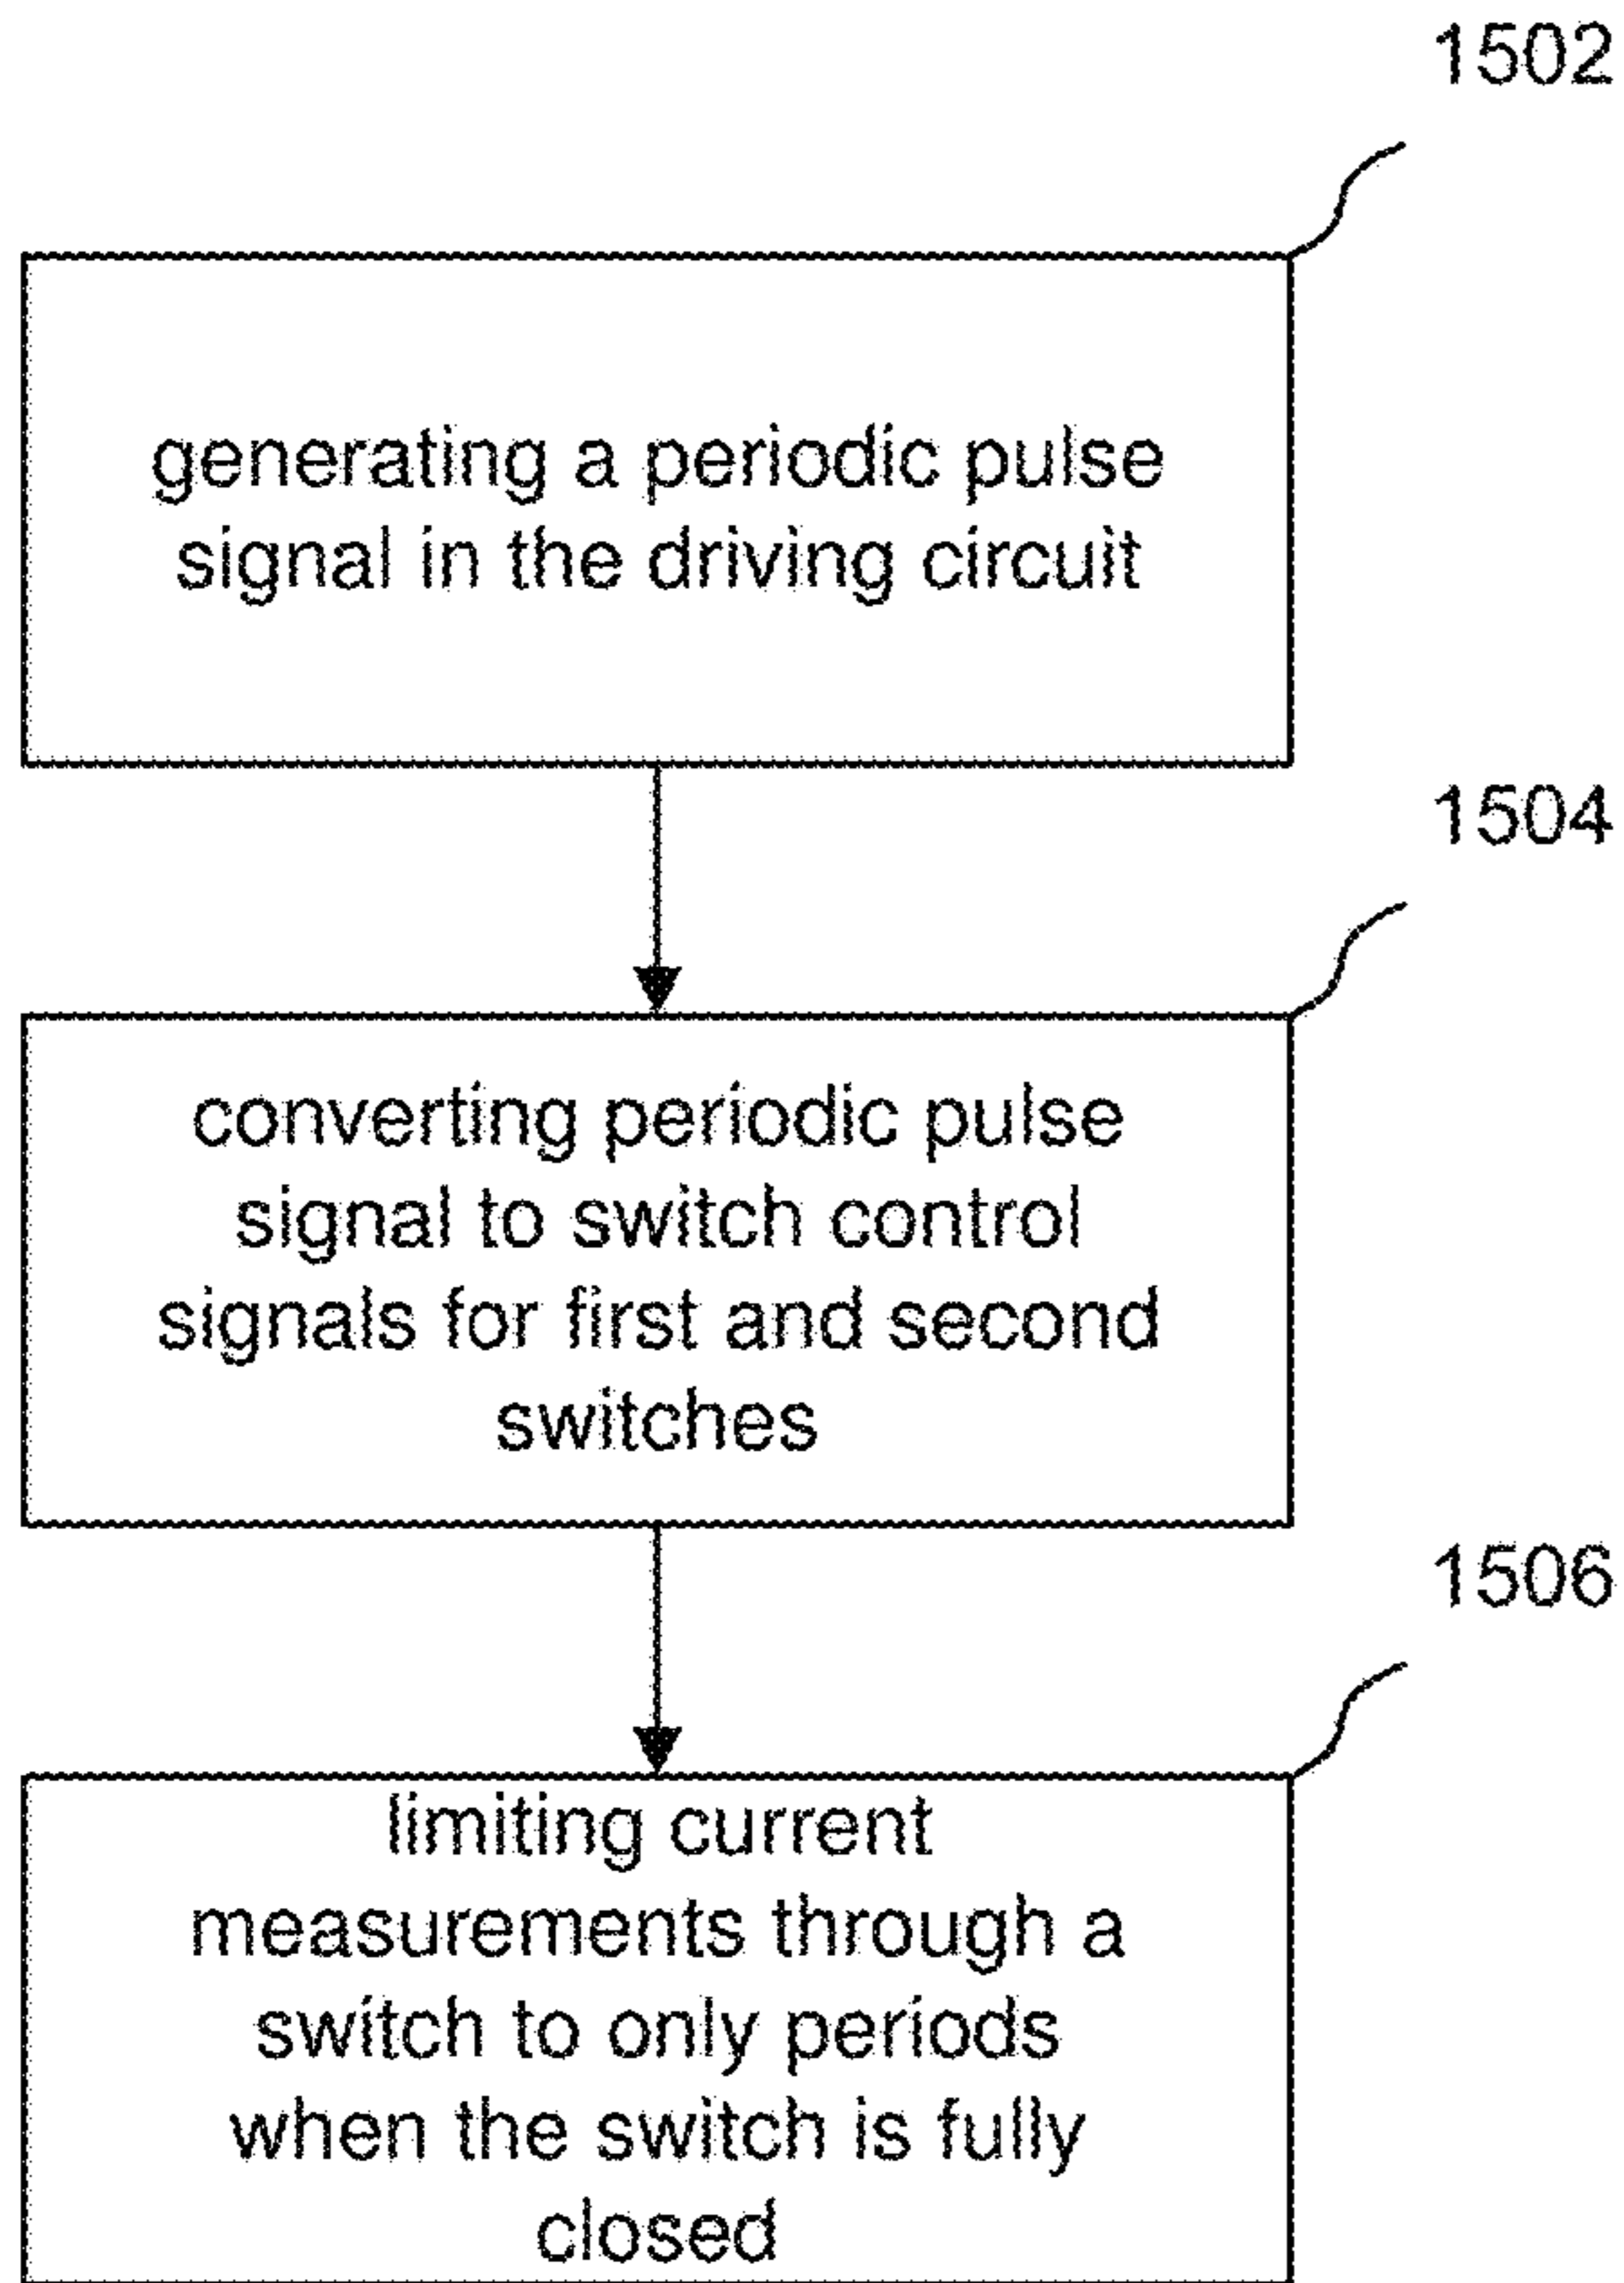 1502
generating a periodic pulse
signal in the driving circuit
1504
converting periodic pulse
signal to switch control
signals for first and second
switches
1506
limiting current
measurements through a
switch to only periods
when the switch is fully
closed